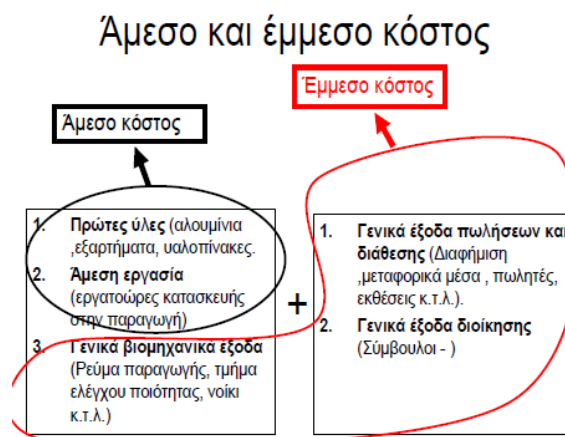 Άμεσο και έμμεσο κόστος
Έμμεσο κόστος
Άμεσο κόστος
1. Πρώτες ύλες (αλουμίνια
,εξαρτήματα, υαλοπίνακες.
2. Άμεση εργασία
(εργατοώρες κατασκευής
στην παραγωγή)
3. Γενικά βιομηχανικά έξοδα
(Ρεύμα παραγωγής, τμήμα
ελέγχου ποιότητας, νοίκι
κ.τ.λ.)
+
1. Γενικά έξοδα πωλήσεων και
διάθεσης (Διαφήμιση
,μεταφορικά μέσα , πωλητές,
εκθέσεις κ.τ.λ.).
2. Γενικά έξοδα διοίκησης
(Σύμβουλοι - )